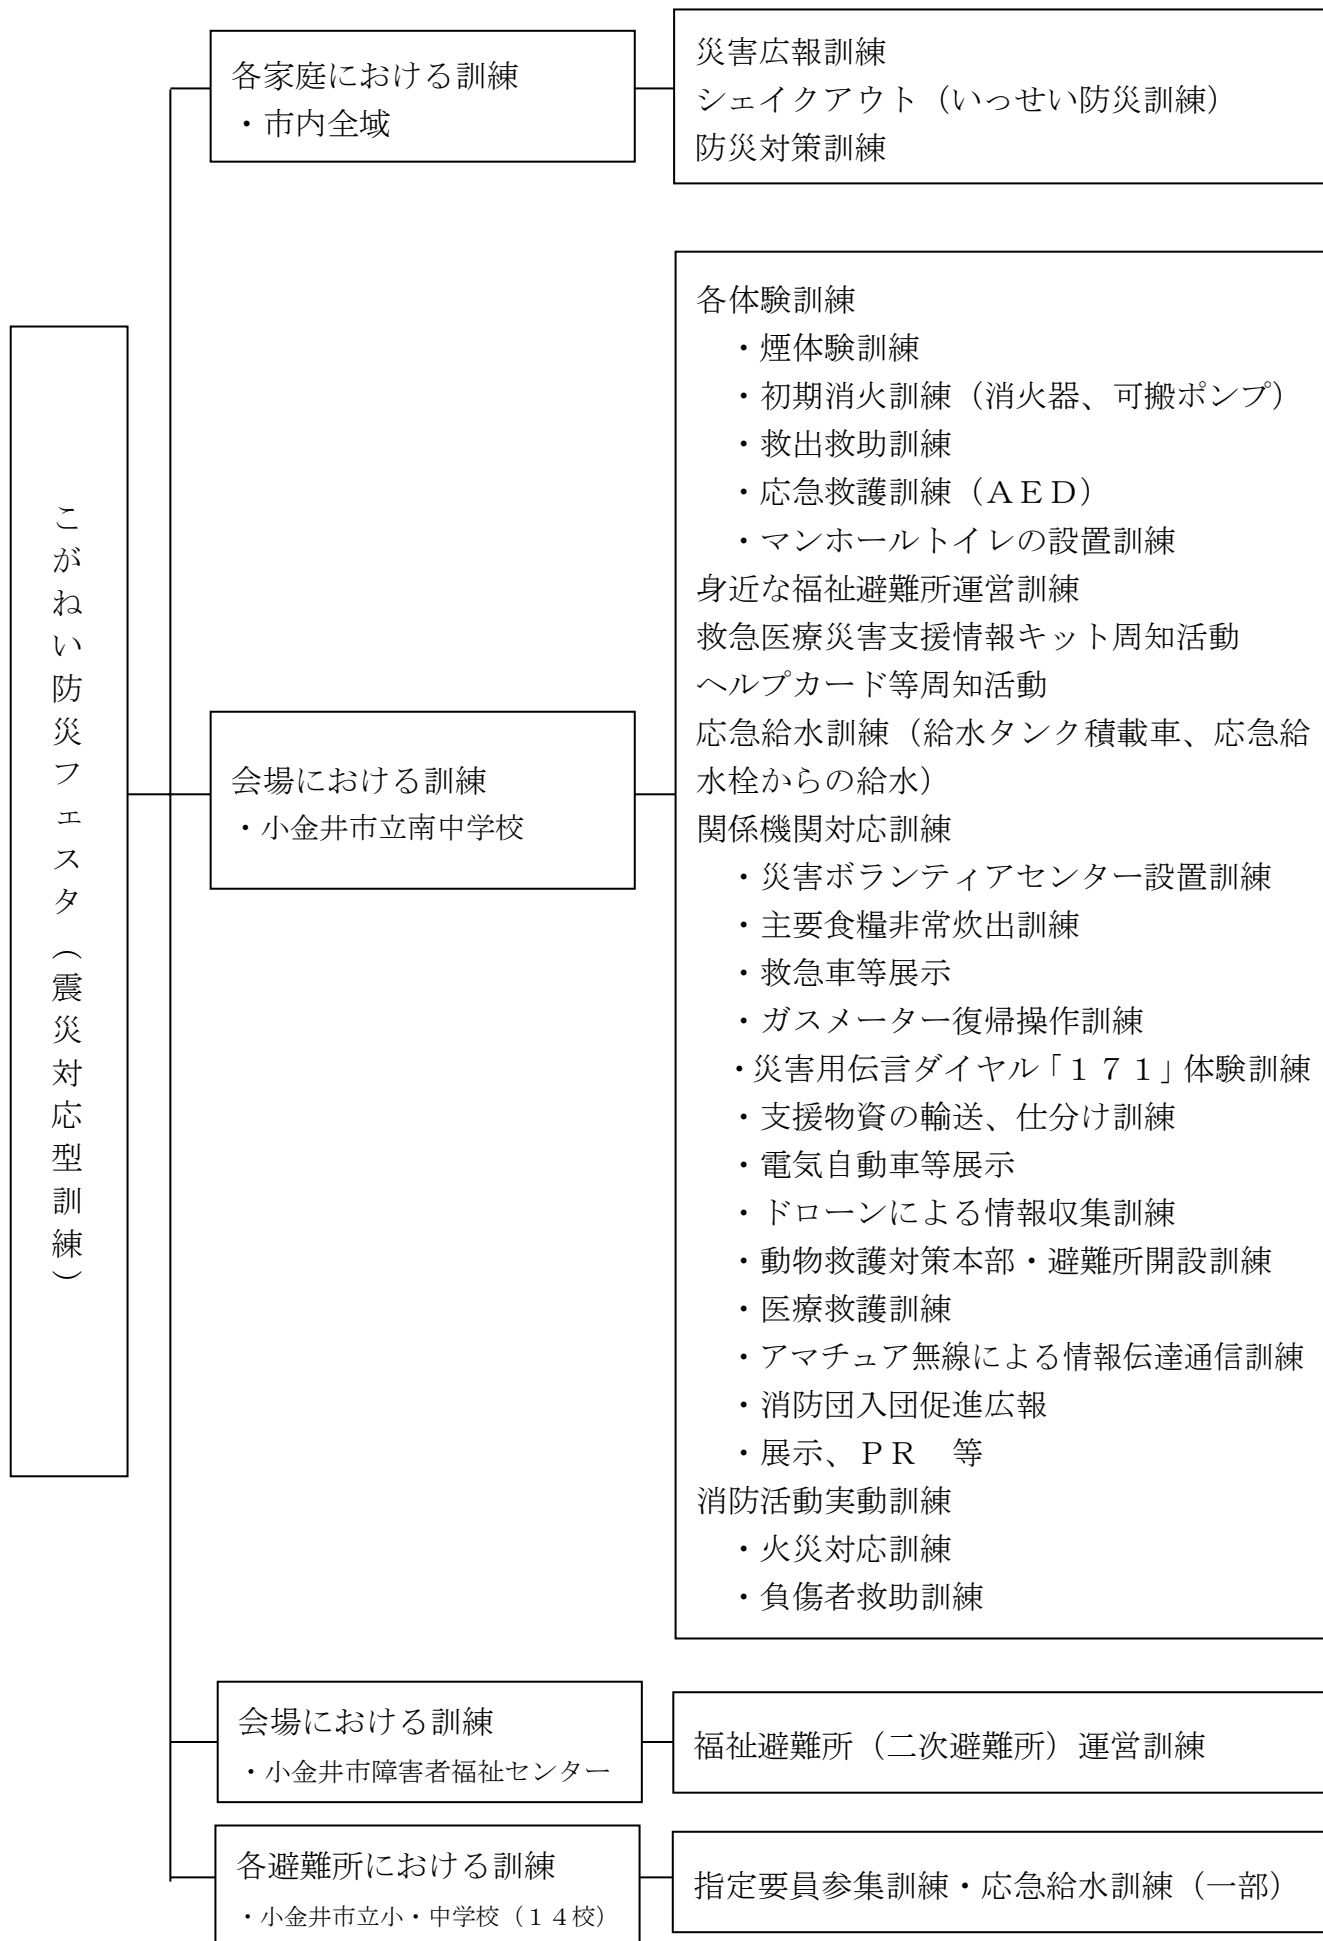 こがねい防災フェスタ（震災対応型訓練）
各家庭における訓練
・市内全域
災害広報訓練
シェイクアウト（いっせい防災訓練）
防災対策訓練
会場における訓練
・小金井市立南中学校
各体験訓練
・煙体験訓練
・初期消火訓練（消火器、可搬ポンプ）
・救出救助訓練
・応急救護訓練（ＡＥＤ）
・マンホールトイレの設置訓練
身近な福祉避難所運営訓練
救急医療災害支援情報キット周知活動
ヘルプカード等周知活動
応急給水訓練（給水タンク積載車、応急給
水栓からの給水）
関係機関対応訓練
・災害ボランティアセンター設置訓練
・主要食糧非常炊出訓練
・救急車等展示
・ガスメーター復帰操作訓練
・災害用伝言ダイヤル「１７１」体験訓練
・支援物資の輸送、仕分け訓練
・電気自動車等展示
・ドローンによる情報収集訓練
・動物救護対策本部・避難所開設訓練
・医療救護訓練
・アマチュア無線による情報伝達通信訓練
・消防団入団促進広報
・展示、ＰＲ　等
消防活動実動訓練
・火災対応訓練
・負傷者救助訓練
会場における訓練
・小金井市障害者福祉センター
福祉避難所（二次避難所）運営訓練
各避難所における訓練
・小金井市立小・中学校（１４校）
指定要員参集訓練・応急給水訓練（一部）